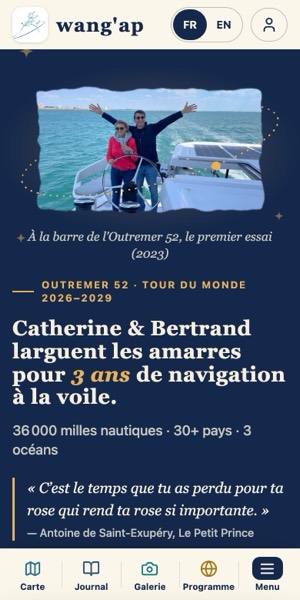 wang'ap
FR EN
À la barre de l'Outremer 52, le premier essai
(2023)
OUTREMER 52 · TOUR DU MONDE
2026–2029
Catherine & Bertrand
larguent les amarres
pour 3 ans de navigation
à la voile.
36 000 milles nautiques · 30+ pays · 3
océans
« C'est le temps que tu as perdu pour ta
rose qui rend ta rose si importante. »
— Antoine de Saint-Exupéry, Le Petit Prince
Carte Journal Galerie Programme Menu